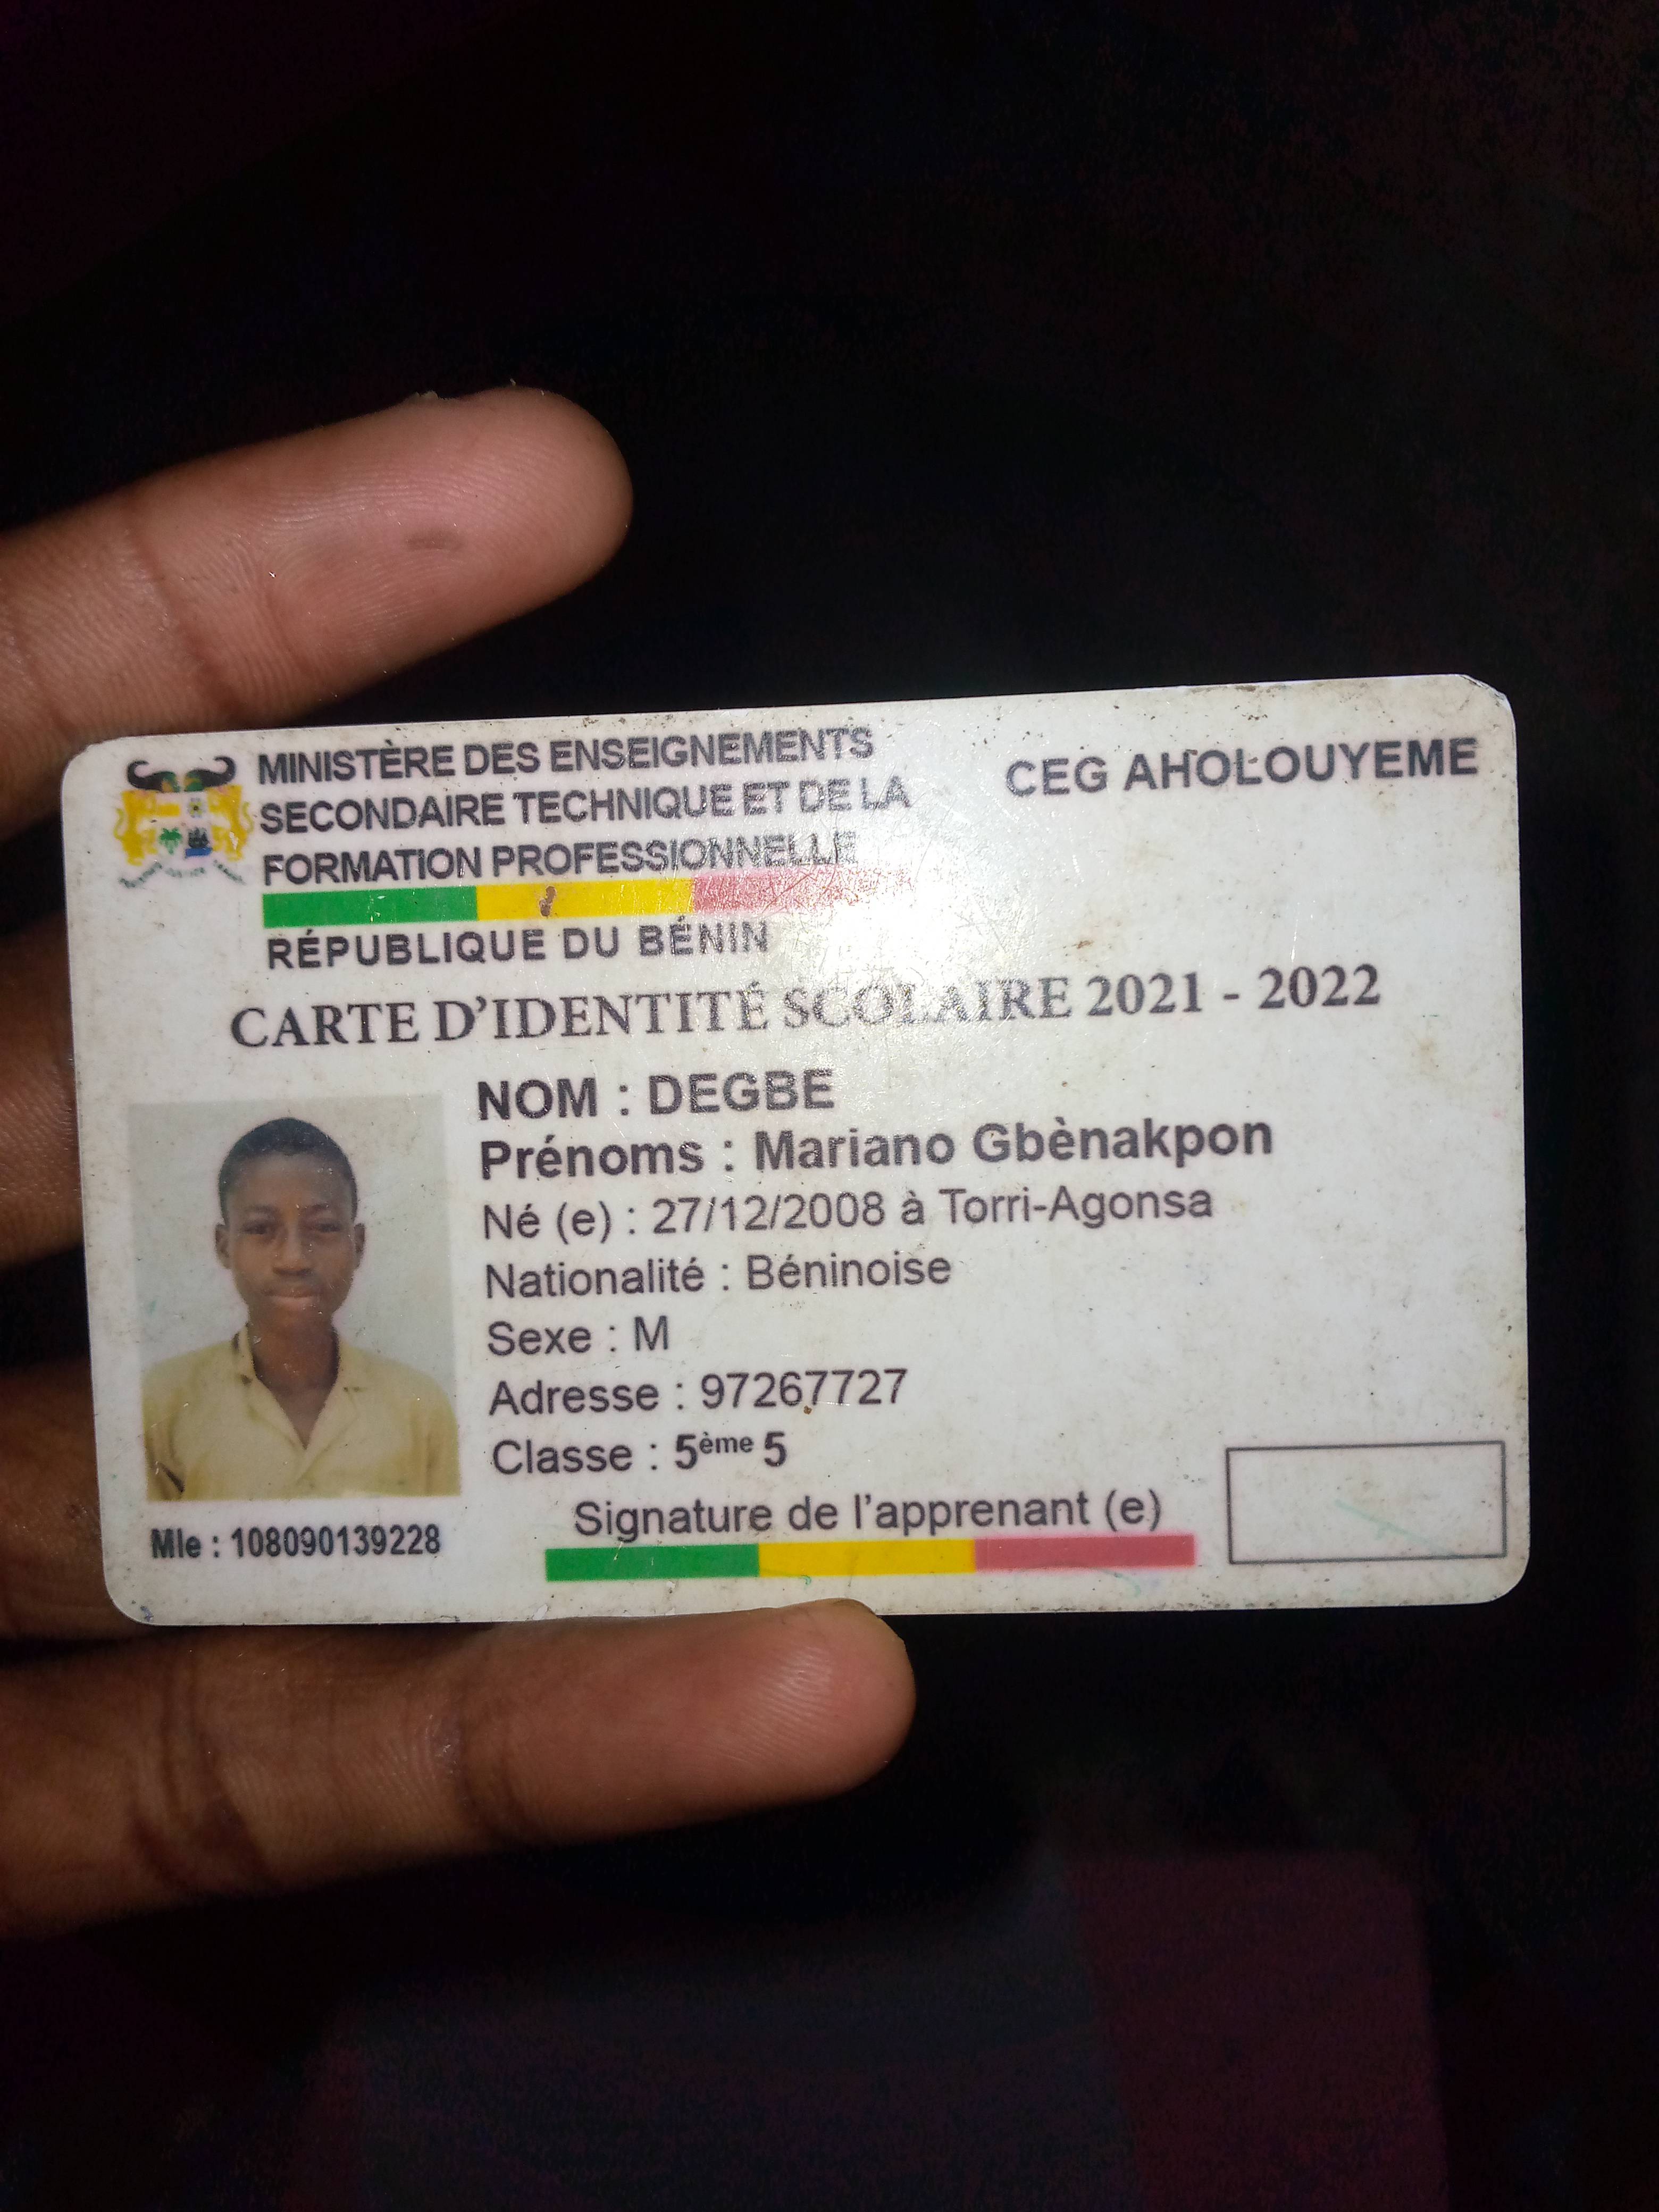 MINISTÈRE DES ENSEIGNEMENTS
SECONDAIRE TECHNIQUE ET DE LA
FORMATION PROFESSIONNELLE
RÉPUBLIQUE DU BÉNIN
CEG AHOLOUYEME
CARTE D'IDENTITÉ SCOLAIRE 2021 - 2022
NOM : DEGBE
Prénoms : Mariano Gbènakpon
Né (e) : 27/12/2008 à Torri-Agonsa
Nationalité : Béninoise
Sexe : M
Adresse : 97267727
Classe : 5ème 5
Signature de l'apprenant (e)
Mle : 108090139228